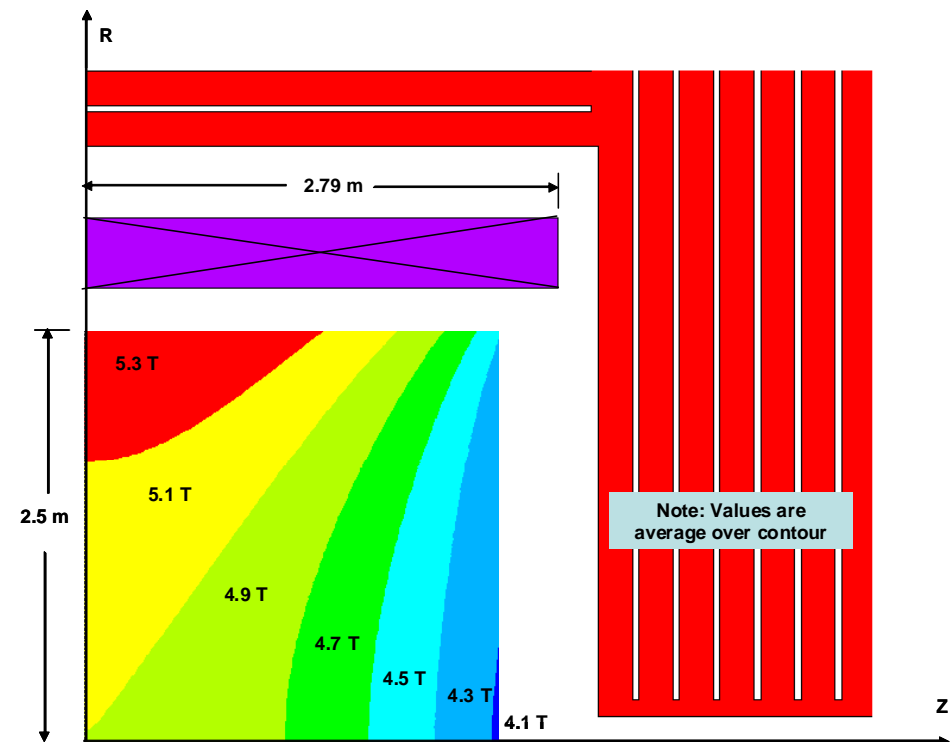 R
2.79 m
5.3 T
5.1 T
2.5 m
Note: Values are
average over contour
4.9 T
4.7 T
4.5 T
4.3 T
4.1 T
Z